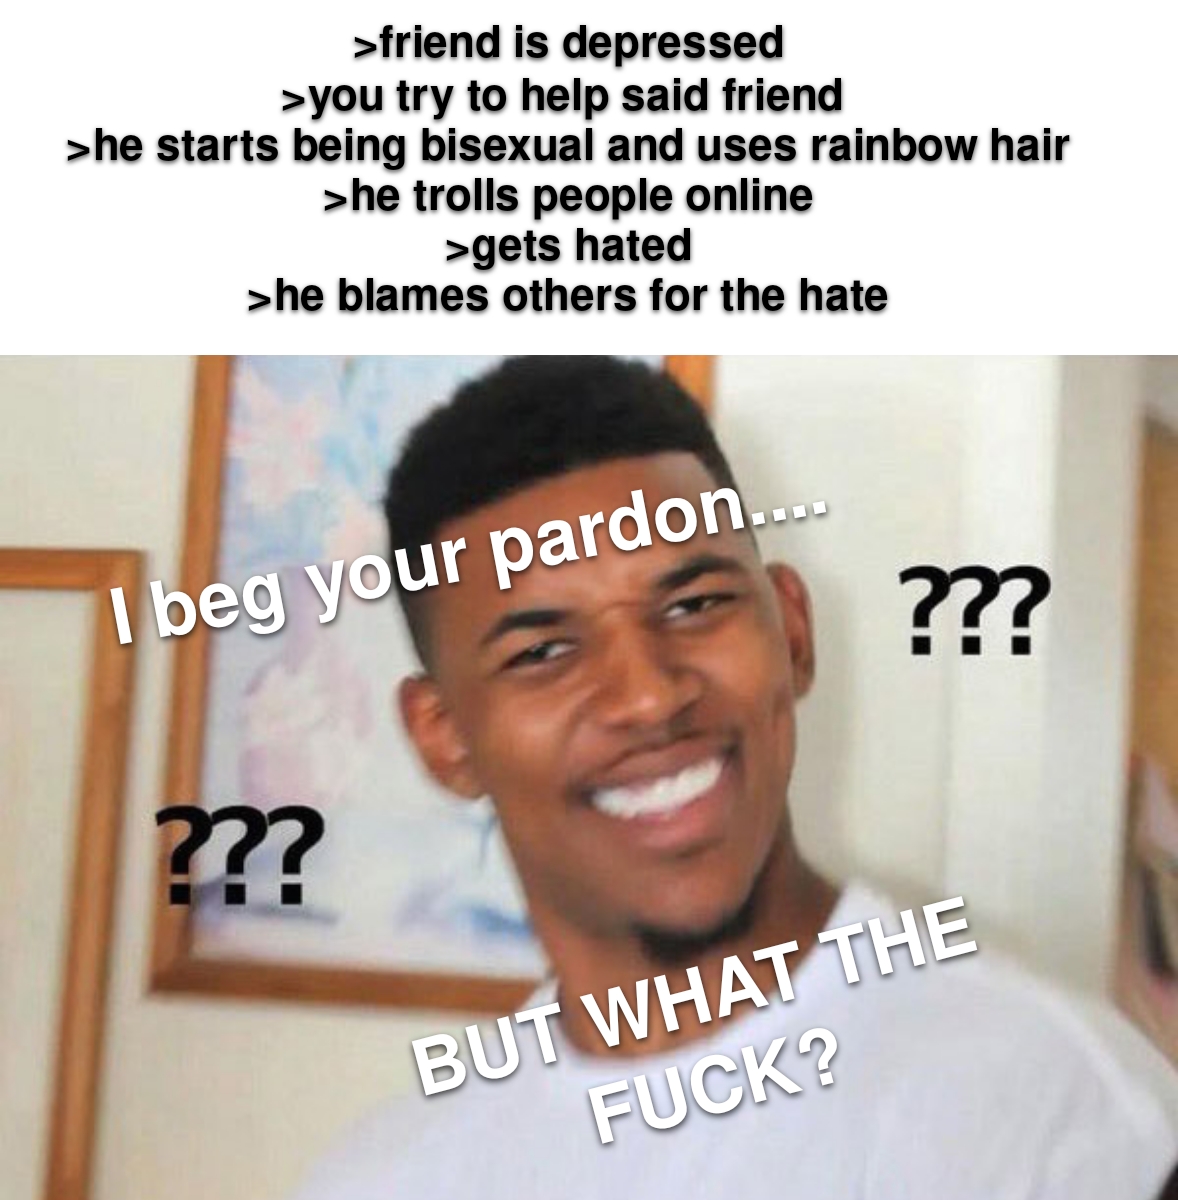 >friend is depressed
>you try to help said friend
>he starts being bisexual and uses rainbow hair
>he trolls people online
>gets hated
>he blames others for the hate
I beg your pardon....
???
???
BUT WHAT THE
FUCK?